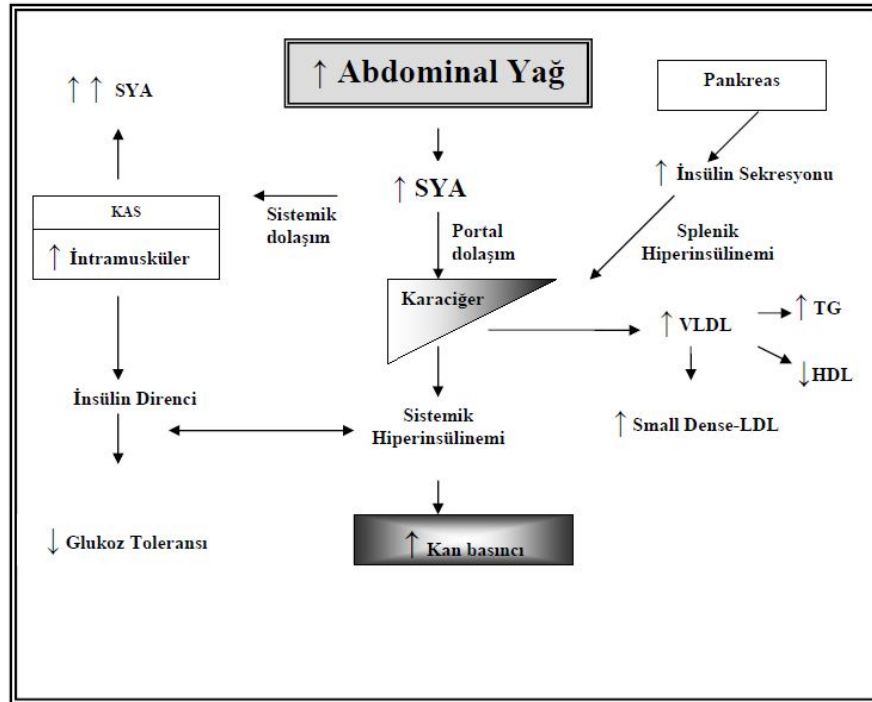 ↑ Abdominal Yağ
↑ ↑ SYA
Pankreas
↑ SYA
↑ İnsülin Sekresyonu
KAS
↑ İntramusküler
Sistemik
dolaşım
Portal
dolaşım
Splenik
Hiperinsülinemi
Karaciğer
↑ VLDL
↑ TG
↓ HDL
↑ Small Dense-LDL
İnsülin Direnci
Sistemik
Hiperinsülinemi
↓ Glukoz Toleransı
↑ Kan basıncı